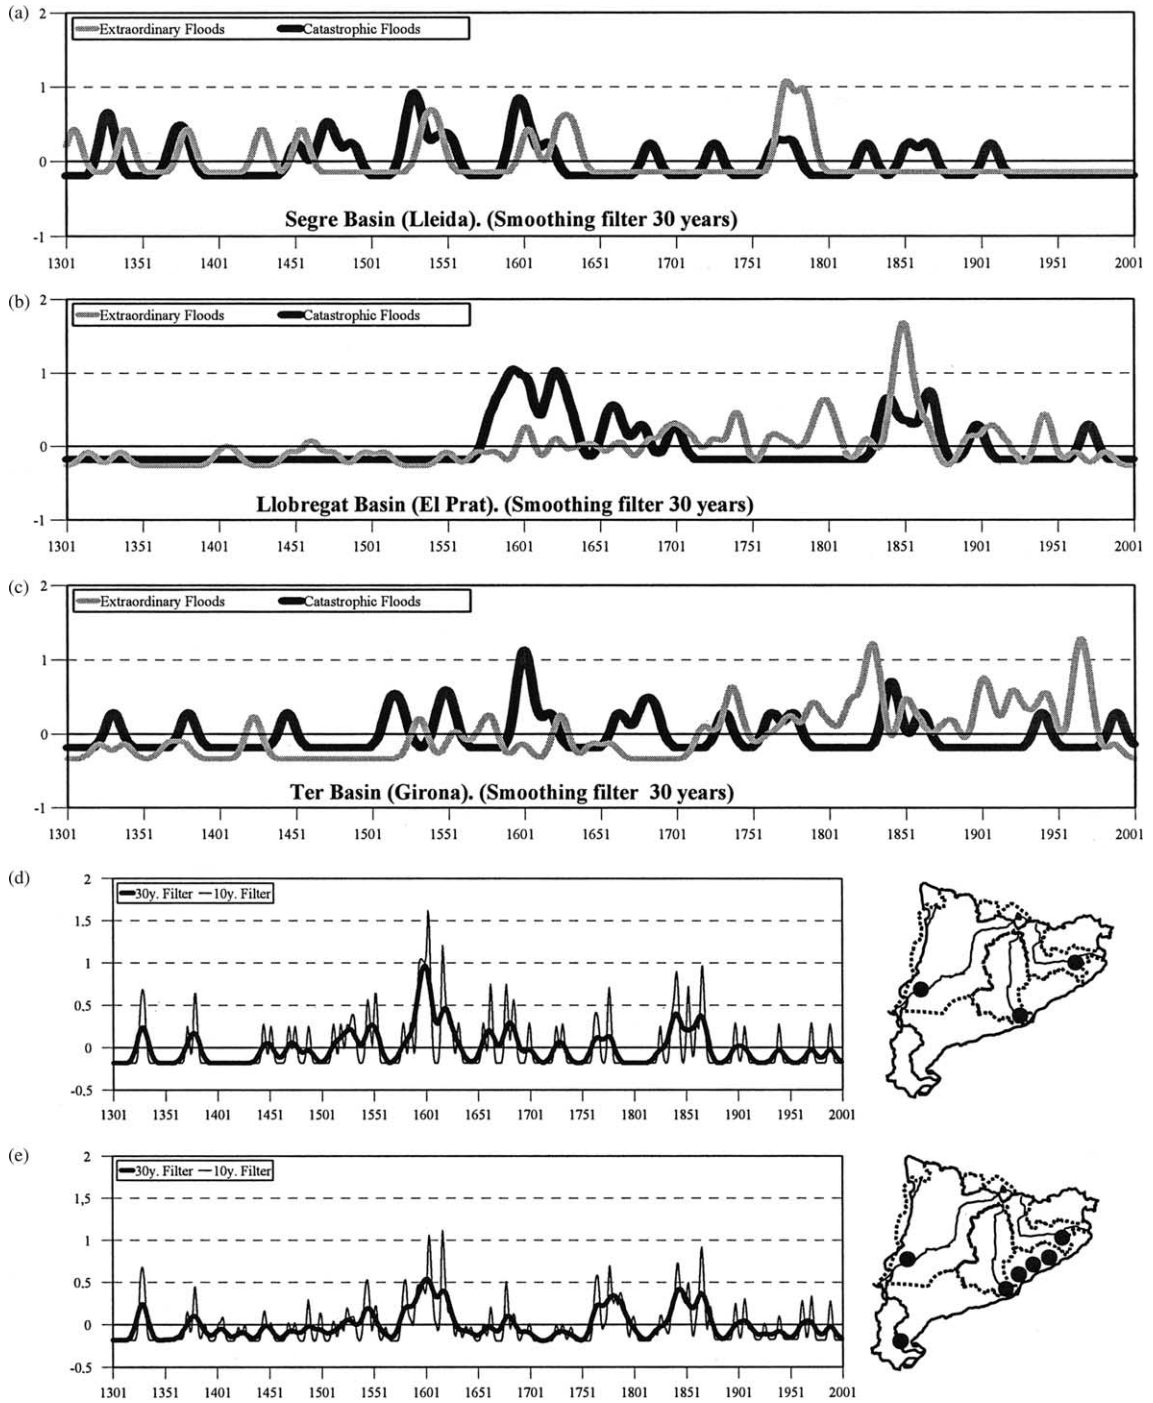 (a)
2
Extraordinary Floods Catastrophic Floods
1
0
Segre Basin (Lleida). (Smoothing filter 30 years)
-1
1301 1351 1401 1451 1501 1551 1601 1651 1701 1751 1801 1851 1901 1951 2001
(b)
2
Extraordinary Floods Catastrophic Floods
1
0
Llobregat Basin (El Prat). (Smoothing filter 30 years)
-1
1301 1351 1401 1451 1501 1551 1601 1651 1701 1751 1801 1851 1901 1951 2001
(c)
2
Extraordinary Floods Catastrophic Floods
1
0
Ter Basin (Girona). (Smoothing filter 30 years)
-1
1301 1351 1401 1451 1501 1551 1601 1651 1701 1751 1801 1851 1901 1951 2001
(d)
2
30y. Filter 10y. Filter
1,5
1
0,5
0
-0,5
1301 1351 1401 1451 1501 1551 1601 1651 1701 1751 1801 1851 1901 1951 2001
(e)
2
30y. Filter 10y. Filter
1,5
1
0,5
0
-0,5
1301 1351 1401 1451 1501 1551 1601 1651 1701 1751 1801 1851 1901 1951 2001